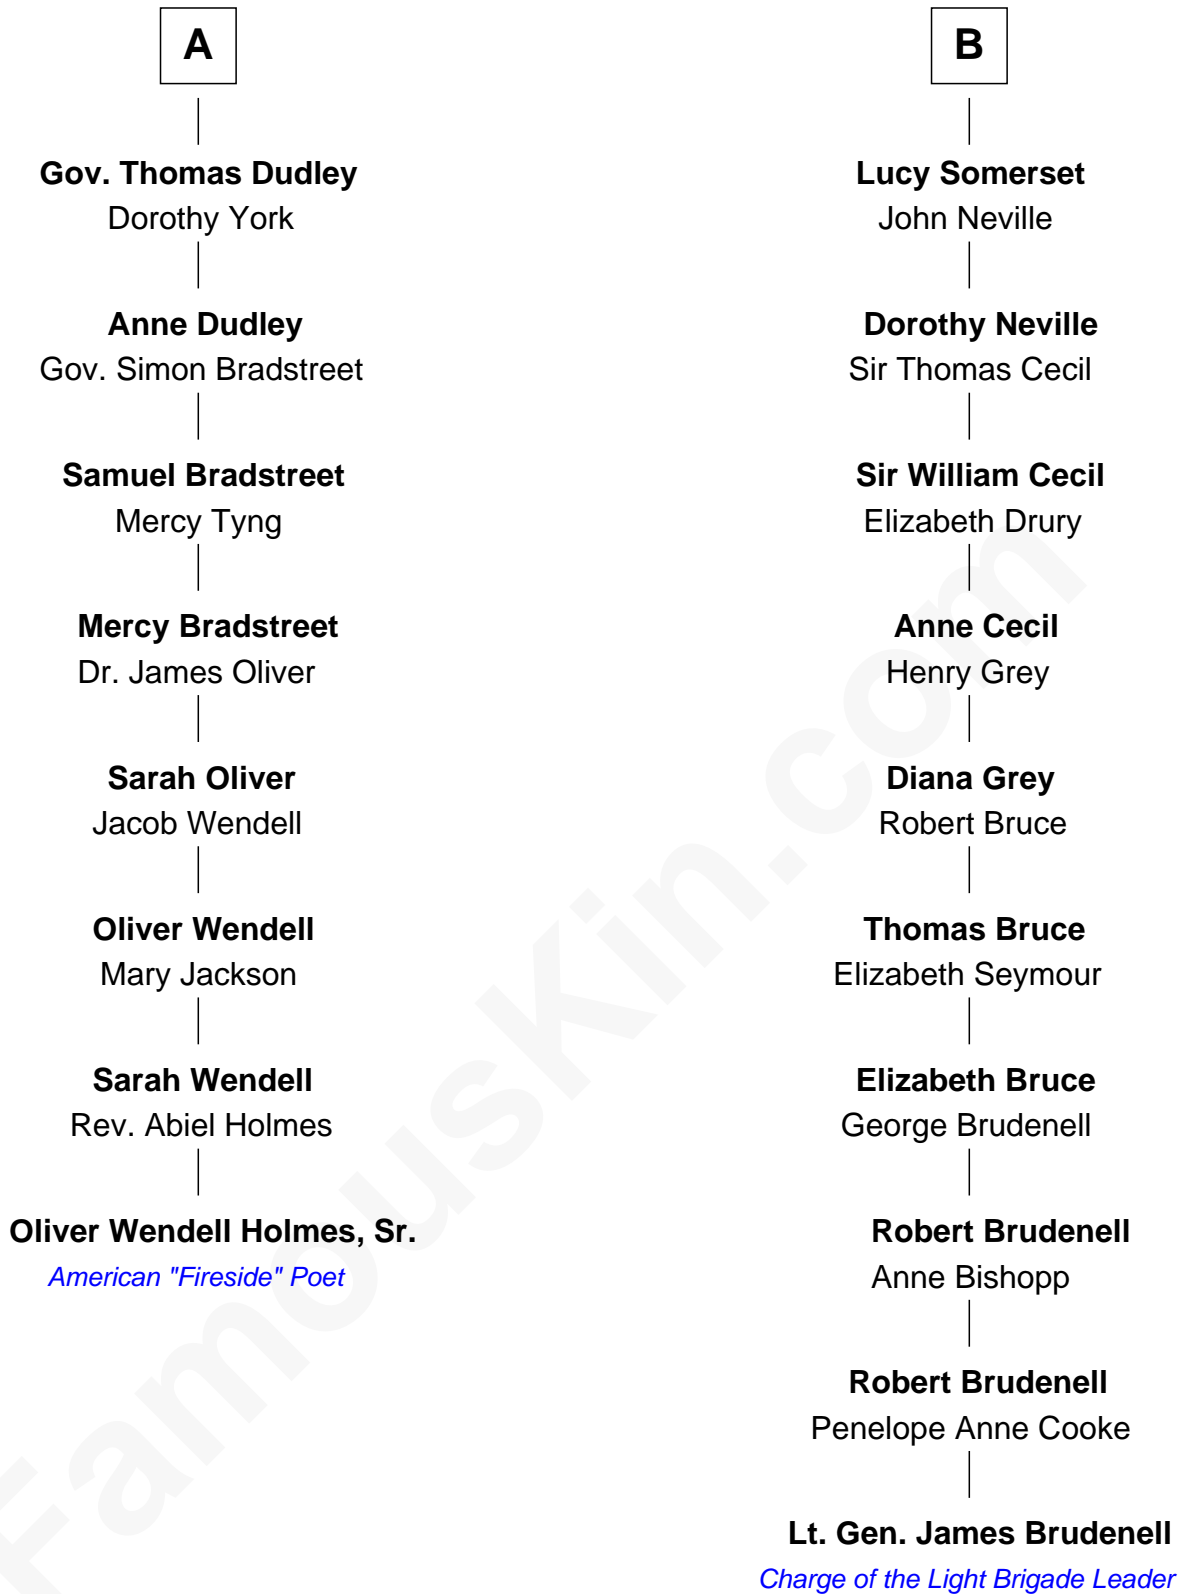 A
Gov. Thomas Dudley
Dorothy York
Anne Dudley
Gov. Simon Bradstreet
Samuel Bradstreet
Mercy Tyng
Mercy Bradstreet
Dr. James Oliver
Sarah Oliver
Jacob Wendell
Oliver Wendell
Mary Jackson
Sarah Wendell
Rev. Abiel Holmes
Oliver Wendell Holmes, Sr.
American "Fireside" Poet
B
Lucy Somerset
John Neville
Dorothy Neville
Sir Thomas Cecil
Sir William Cecil
Elizabeth Drury
Anne Cecil
Henry Grey
Diana Grey
Robert Bruce
Thomas Bruce
Elizabeth Seymour
Elizabeth Bruce
George Brudenell
Robert Brudenell
Anne Bishopp
Robert Brudenell
Penelope Anne Cooke
Lt. Gen. James Brudenell
Charge of the Light Brigade Leader
FamousKin.com